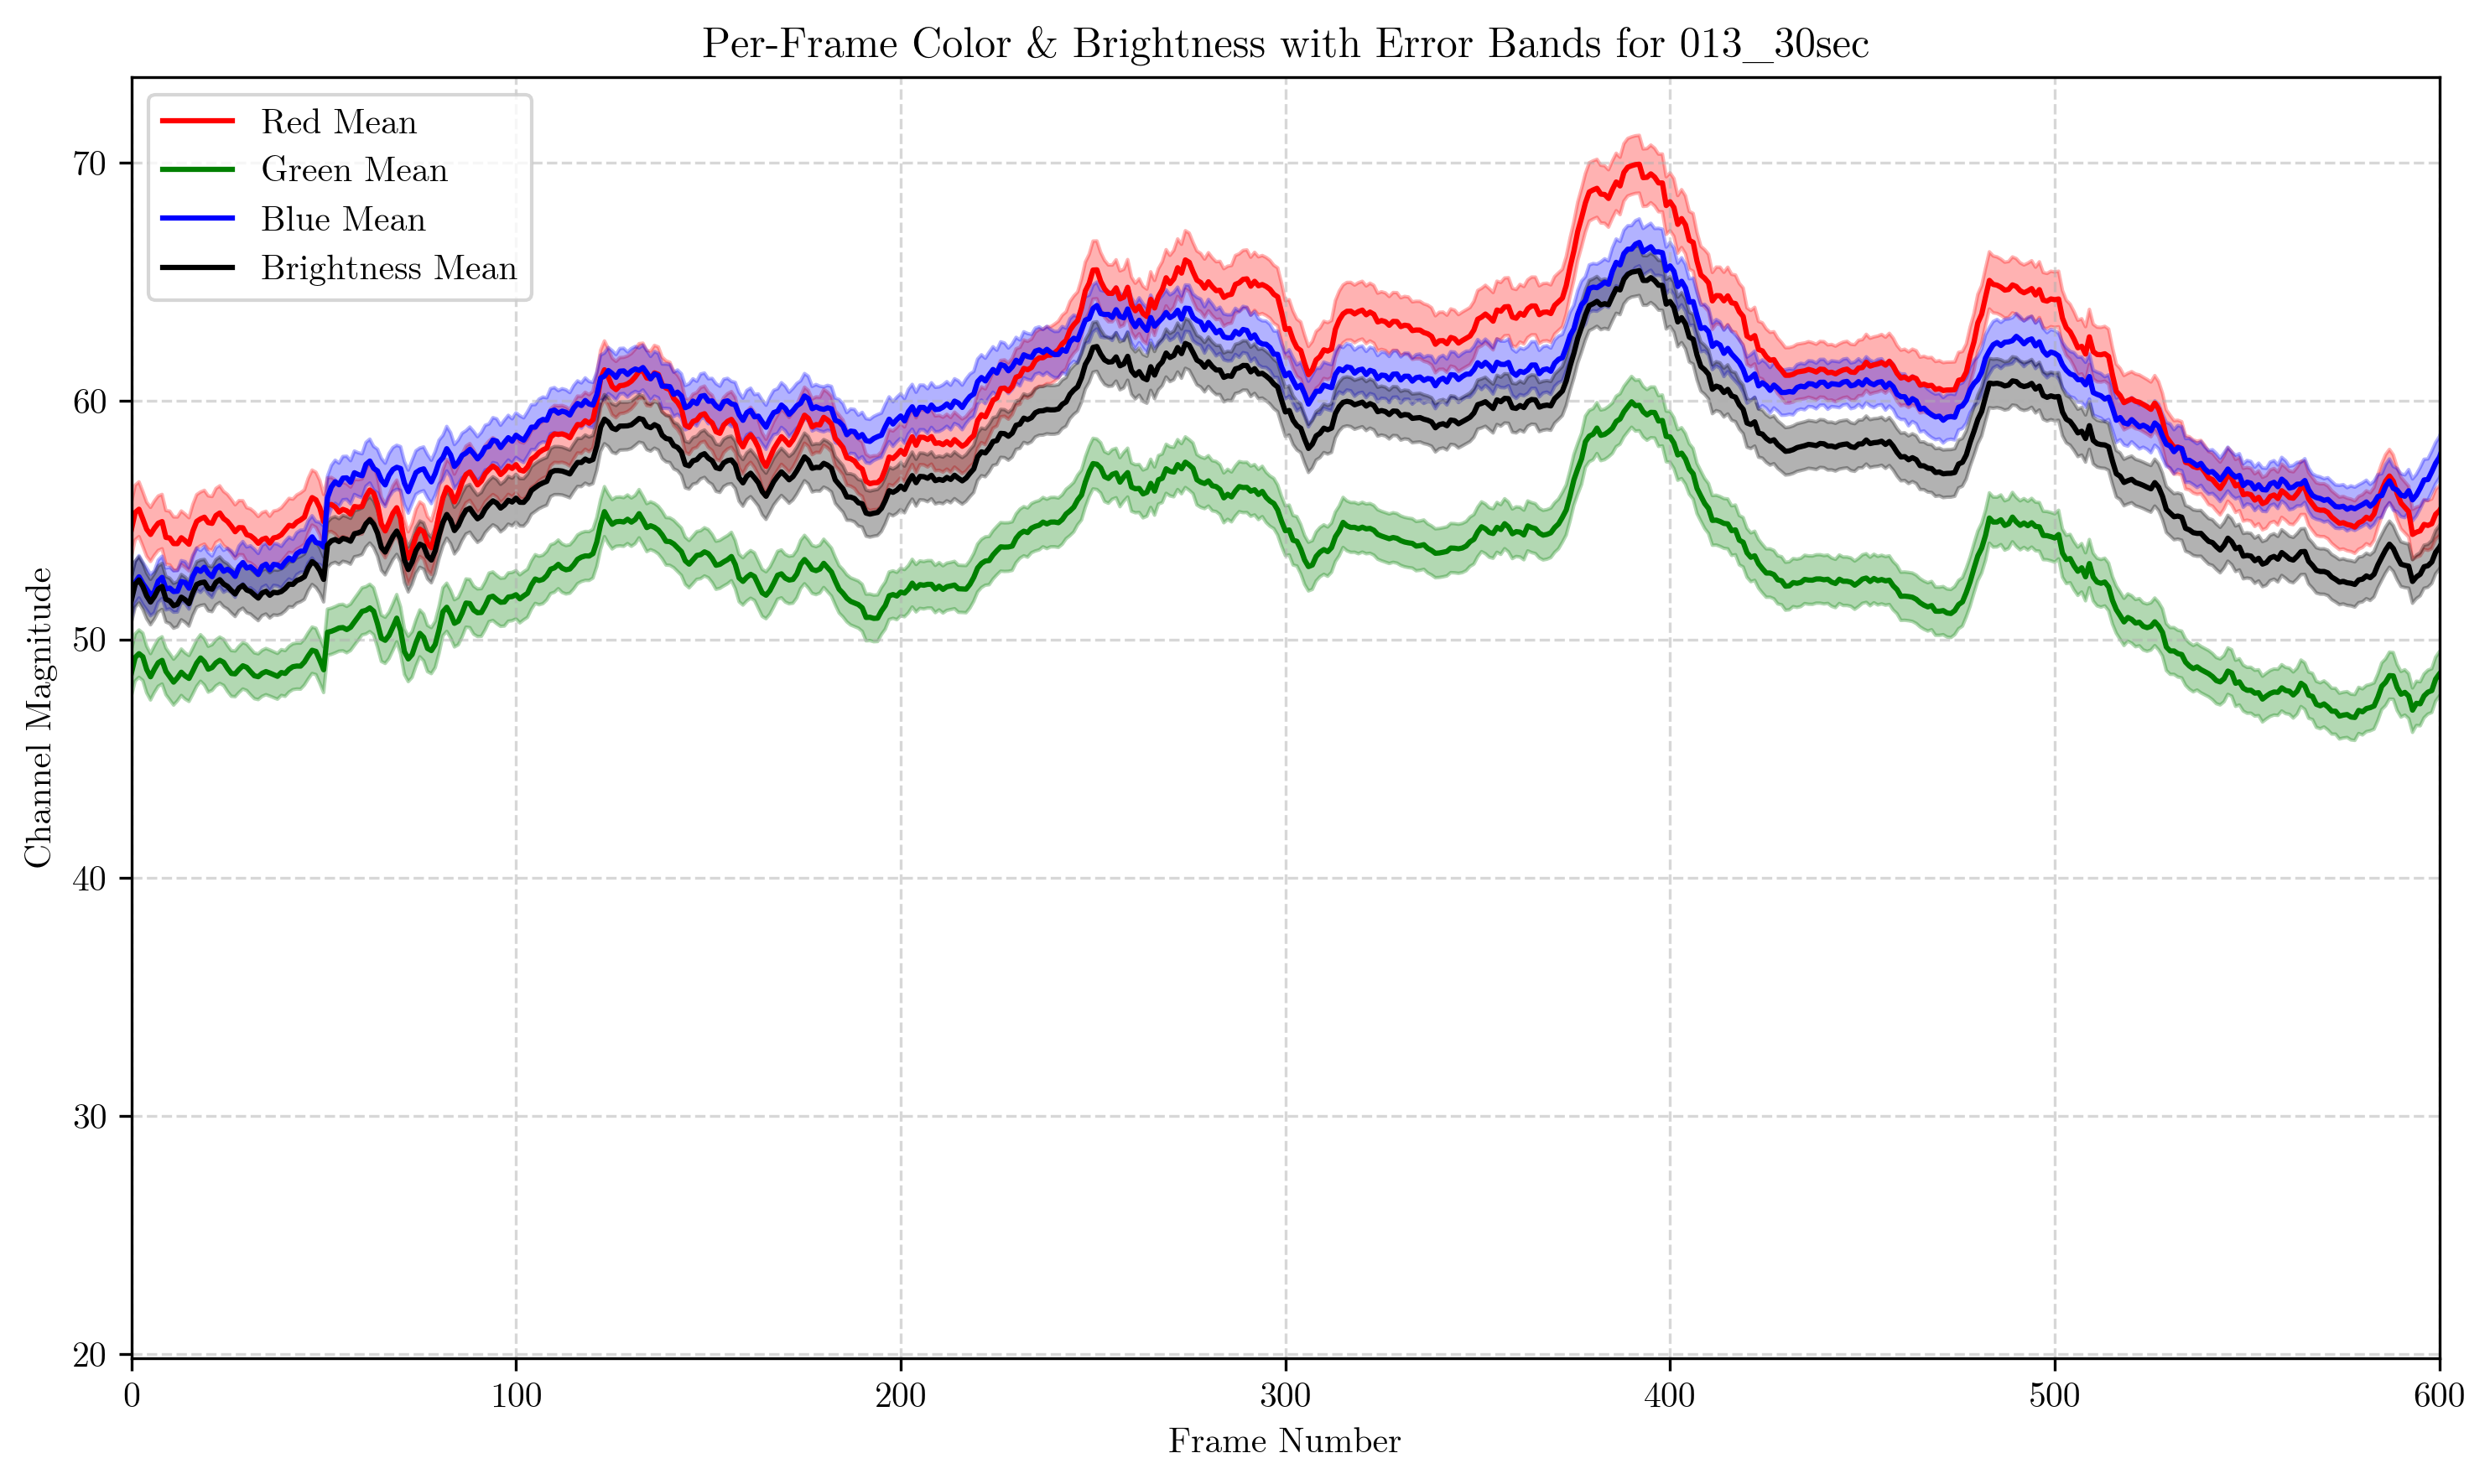 Per-Frame Color & Brightness with Error Bands for 013_30sec
Red Mean
Green Mean
Blue Mean
Brightness Mean
Channel Magnitude
70
60
50
40
30
20
0 100 200 300 400 500 600
Frame Number